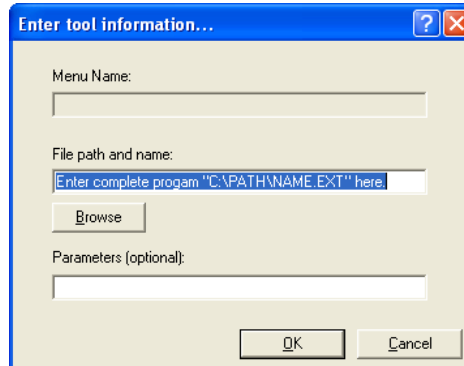 Enter tool information...
Menu Name:
File path and name:
Enter complete progam "C:\PATH\NAME.EXT" here.
Browse
Parameters (optional):
OK
Cancel